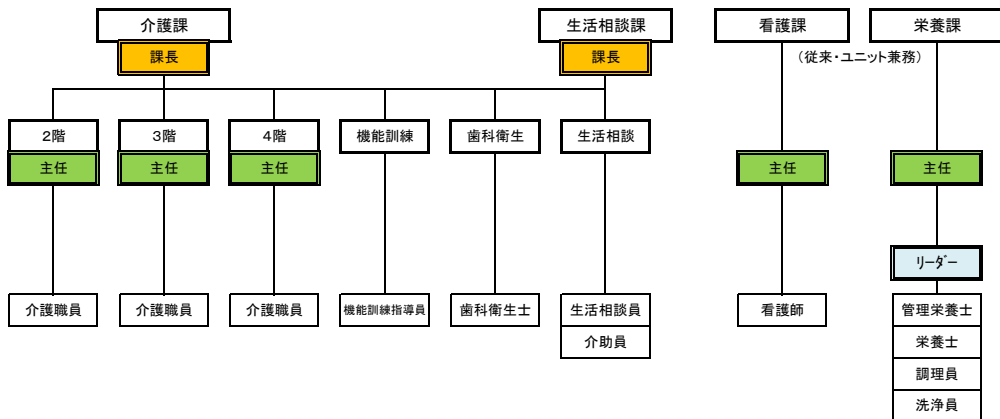 介護課
生活相談課
看護課
栄養課
課長
課長
(従来・ユニット兼務)
2階
3階
4階
機能訓練
歯科衛生
生活相談
主任
主任
主任
主任
主任
ﾘｰﾀﾞｰ
介護職員
介護職員
介護職員
機能訓練指導員
歯科衛生士
生活相談員
介助員
看護師
管理栄養士
栄養士
調理員
洗浄員